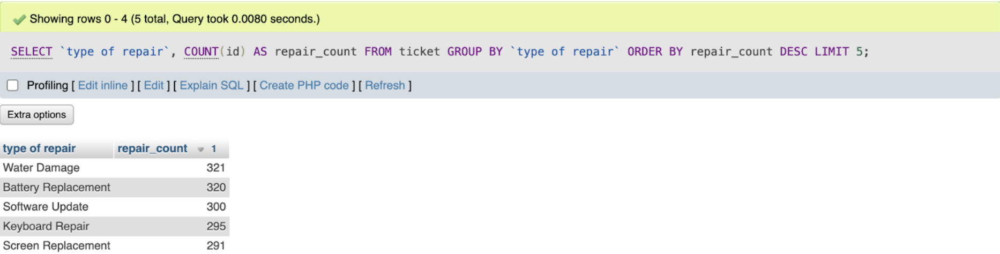 Showing rows 0 - 4 (5 total, Query took 0.0080 seconds.)
SELECT `type of repair`, COUNT(id) AS repair_count FROM ticket GROUP BY `type of repair` ORDER BY repair_count DESC LIMIT 5;
Profiling [ Edit inline ] [ Edit ] [ Explain SQL ] [ Create PHP code ] [ Refresh ]
Extra options
type of repair repair_count 1
Water Damage 321
Battery Replacement 320
Software Update 300
Keyboard Repair 295
Screen Replacement 291